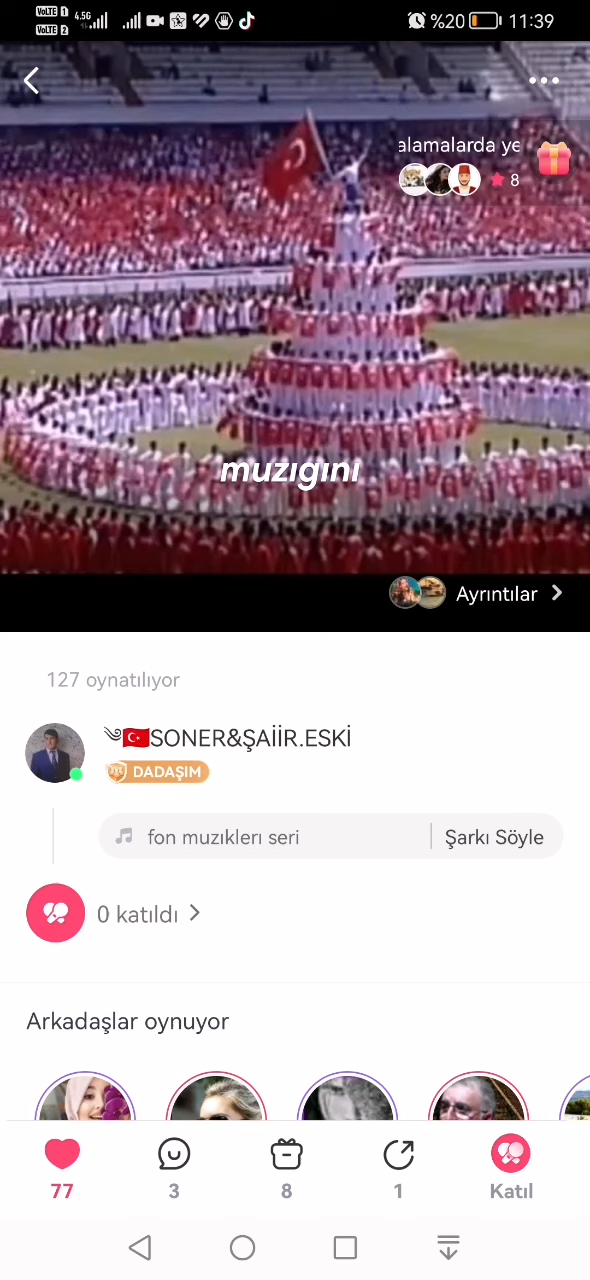 VoLTE 1
VoLTE 2
4.5G
%20
11:39
alamalarda ye
8
muzıgını
Ayrıntılar
127 oynatılıyor
༄🇹🇷SONER&ŞAİİR.ESKİ
DADAŞIM
fon muzıklerı seri
Şarkı Söyle
0 katıldı
Arkadaşlar oynuyor
77
3
8
1
Katıl